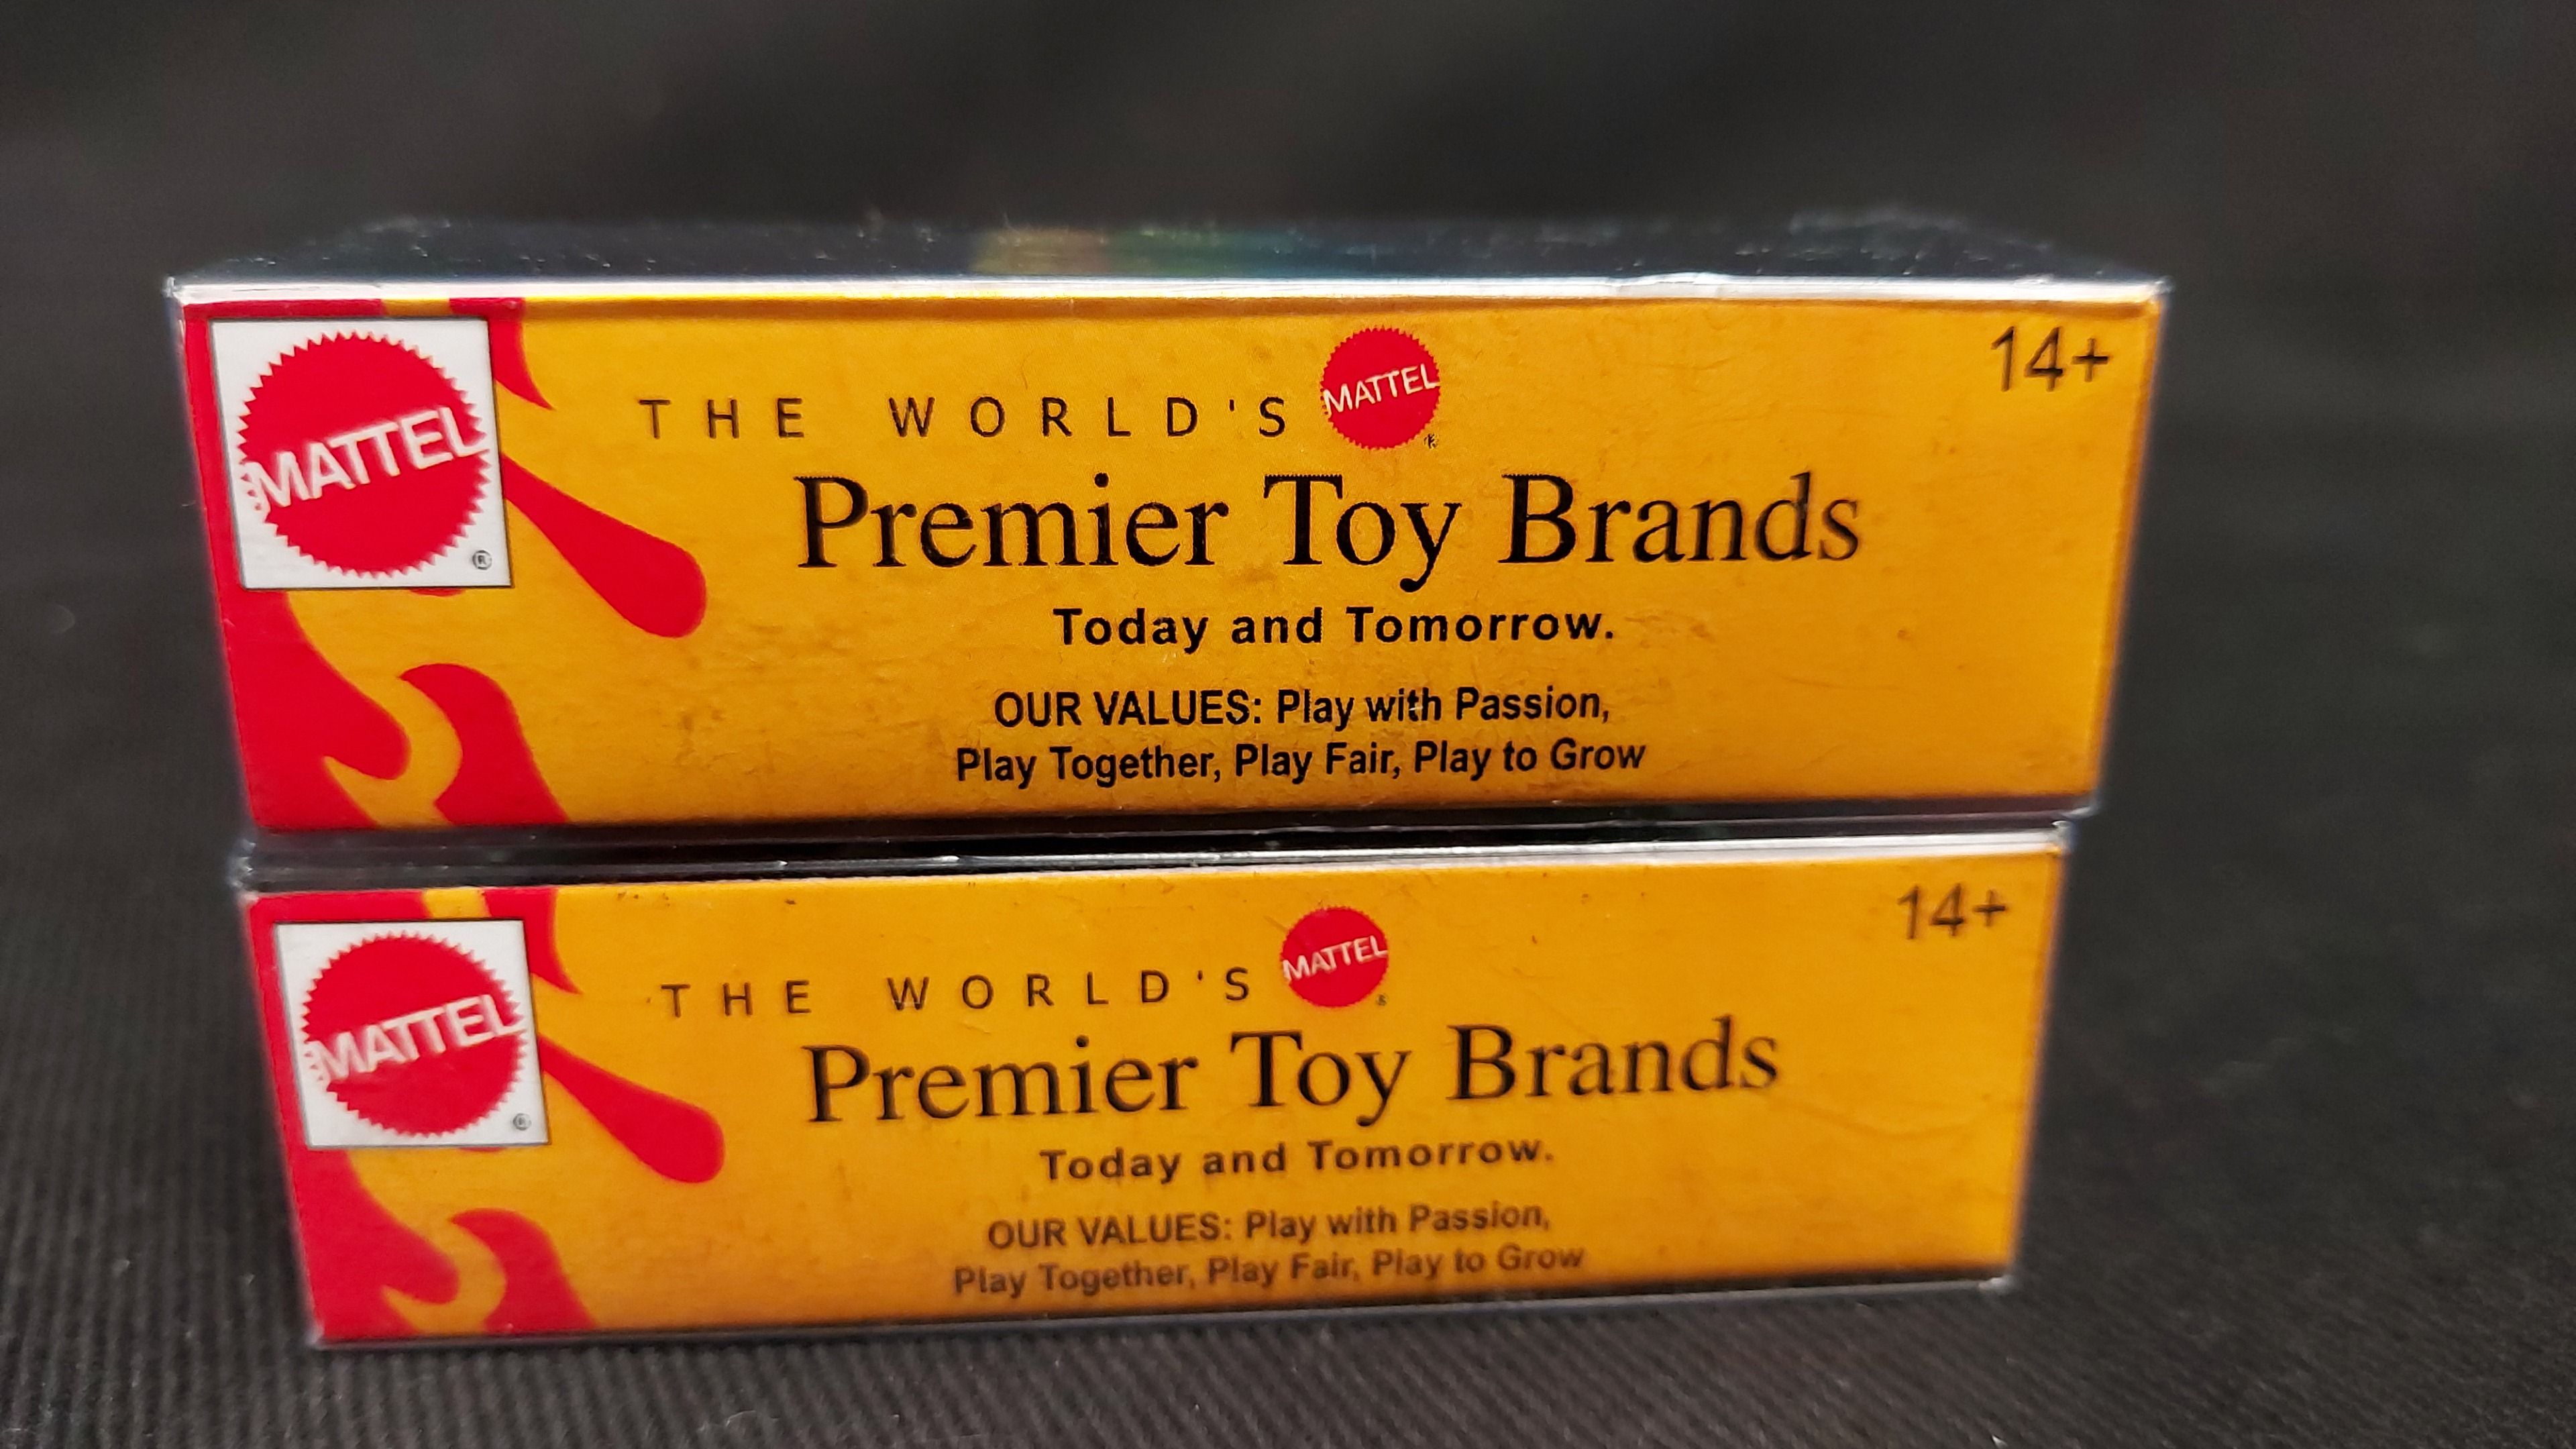 MATTEL
®
THE WORLD'S MATTEL
14+
Premier Toy Brands
Today and Tomorrow.
OUR VALUES: Play with Passion,
Play Together, Play Fair, Play to Grow
MATTEL
®
THE WORLD'S MATTEL
14+
Premier Toy Brands
Today and Tomorrow.
OUR VALUES: Play with Passion,
Play Together, Play Fair, Play to Grow